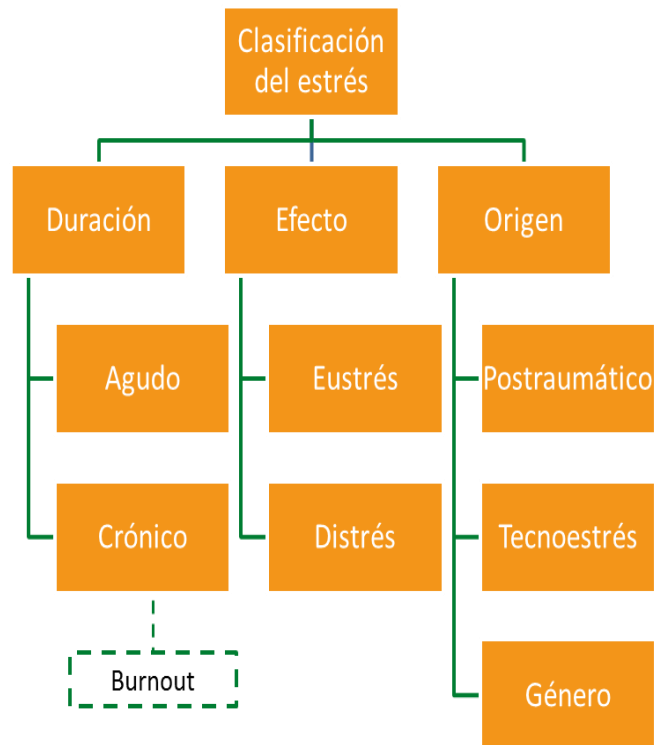 Clasificación
del estrés
Duración
Efecto
Origen
Agudo
Eustrés
Postraumático
Crónico
Distrés
Tecnoestrés
Burnout
Género